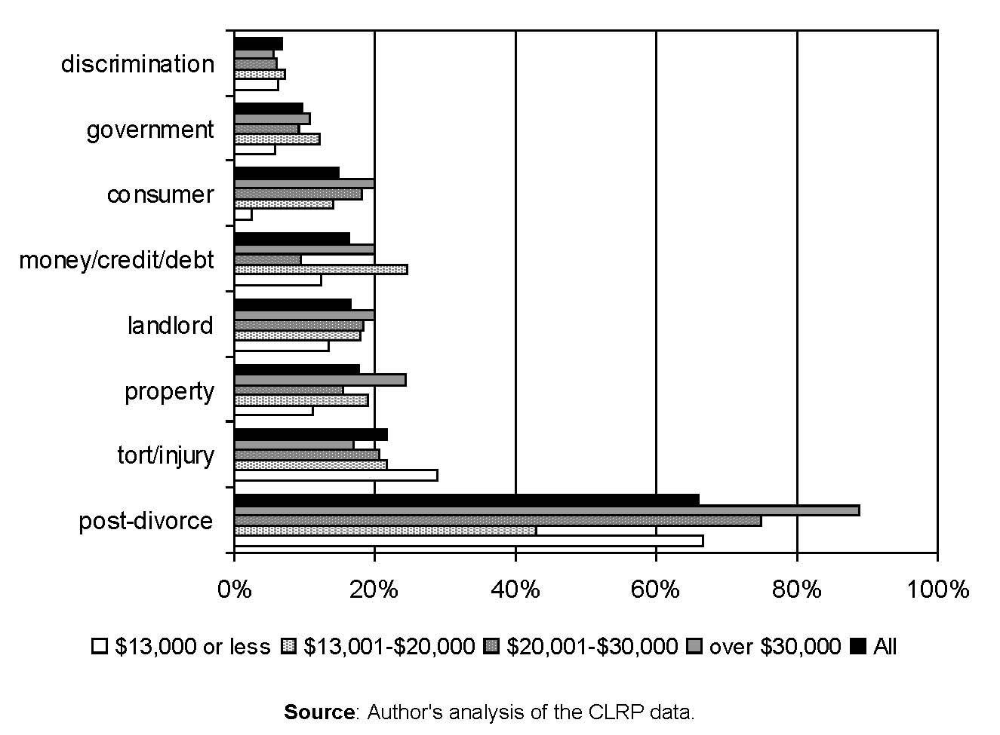 discrimination
government
consumer
money/credit/debt
landlord
property
tort/injury
post-divorce
0% 20% 40% 60% 80% 100%
$13,000 or less $13,001-$20,000 $20,001-$30,000 over $30,000 All
Source: Author's analysis of the CLRP data.